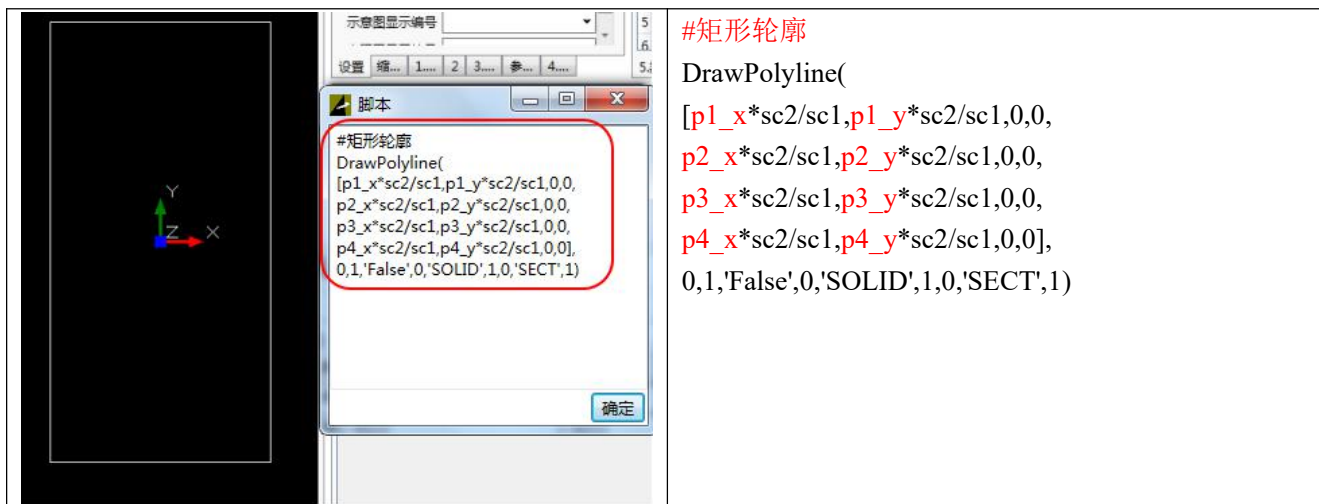 示意图显示编号
5
6.
设置 缩... 1.... 2 3.... 参... 4....
5.
脚本
#矩形轮廓
DrawPolyline(
[p1_x*sc2/sc1,p1_y*sc2/sc1,0,0,
p2_x*sc2/sc1,p2_y*sc2/sc1,0,0,
p3_x*sc2/sc1,p3_y*sc2/sc1,0,0,
p4_x*sc2/sc1,p4_y*sc2/sc1,0,0],
0,1,'False',0,'SOLID',1,0,'SECT',1)
确定
Y
Z X
#矩形轮廓
DrawPolyline(
[p1_x*sc2/sc1,p1_y*sc2/sc1,0,0,
p2_x*sc2/sc1,p2_y*sc2/sc1,0,0,
p3_x*sc2/sc1,p3_y*sc2/sc1,0,0,
p4_x*sc2/sc1,p4_y*sc2/sc1,0,0],
0,1,'False',0,'SOLID',1,0,'SECT',1)